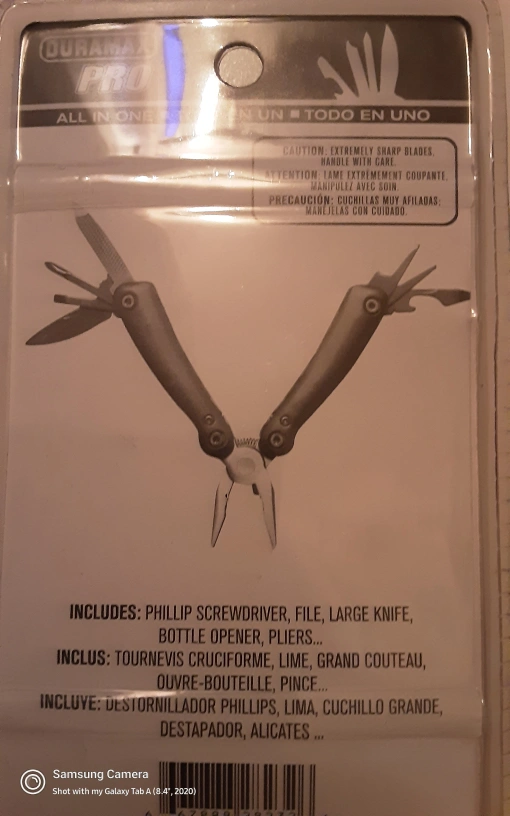 DURAMAX
PRO
ALL IN ONE ■ EN UN ■ TODO EN UNO
CAUTION: EXTREMELY SHARP BLADES.
HANDLE WITH CARE.
ATTENTION: LAME EXTRÊMEMENT COUPANTE.
MANIPULEZ AVEC SOIN.
PRECAUCIÓN: CUCHILLAS MUY AFILADAS;
MANÉJELAS CON CUIDADO.
INCLUDES: PHILLIP SCREWDRIVER, FILE, LARGE KNIFE,
BOTTLE OPENER, PLIERS...
INCLUS: TOURNEVIS CRUCIFORME, LIME, GRAND COUTEAU,
OUVRE-BOUTEILLE, PINCE...
INCLUYE: DESTORNILLADOR PHILLIPS, LIMA, CUCHILLO GRANDE,
DESTAPADOR, ALICATES ...
Samsung Camera
Shot with my Galaxy Tab A (8.4", 2020)